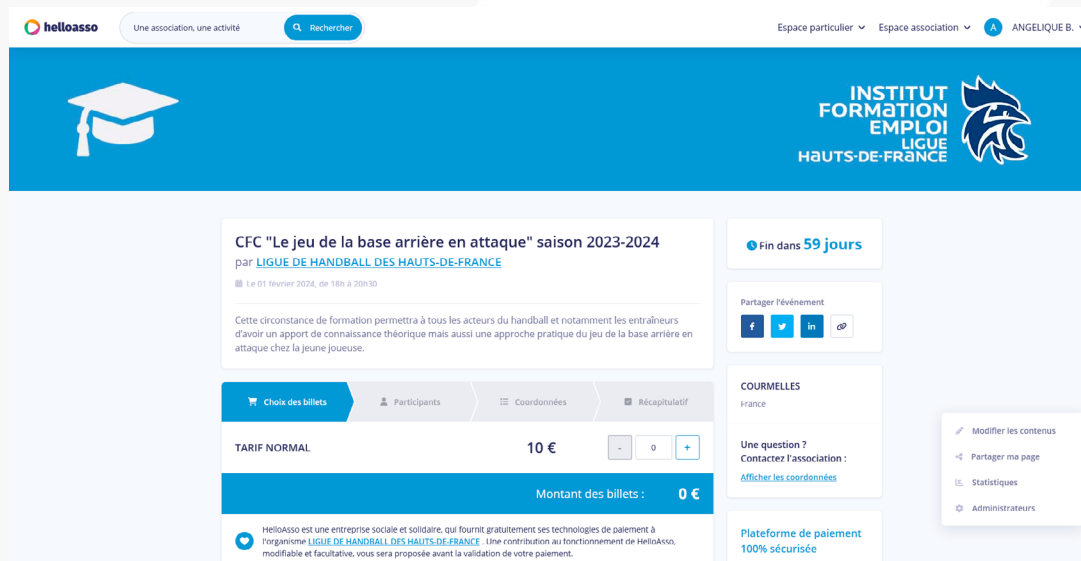 helloasso
Une association, une activité
Rechercher
Espace particulier
Espace association
A
ANGELIQUE B.
INSTITUT
FORMATION
EMPLOI
LIGUE
HAUTS-DE-FRANCE
CFC "Le jeu de la base arrière en attaque" saison 2023-2024
par LIGUE DE HANDBALL DES HAUTS-DE-FRANCE
Le 01 février 2024, de 18h à 20h30
Cette circonstance de formation permettra à tous les acteurs du handball et notamment les entraîneurs
d'avoir un apport de connaissance théorique mais aussi une approche pratique du jeu de la base arrière en
attaque chez la jeune joueuse.
Choix des billets
Participants
Coordonnées
Récapitulatif
TARIF NORMAL
10 €
-
0
+
Montant des billets :
0 €
HelloAsso est une entreprise sociale et solidaire, qui fournit gratuitement ses technologies de paiement à
l'organisme LIGUE DE HANDBALL DES HAUTS-DE-FRANCE . Une contribution au fonctionnement de HelloAsso,
modifiable et facultative, vous sera proposée avant la validation de votre paiement.
Fin dans 59 jours
Partager l'événement
COURMELLES
France
Une question ?
Contactez l'association :
Afficher les coordonnées
Plateforme de paiement
100% sécurisée
Modifier les contenus
Partager ma page
Statistiques
Administrateurs